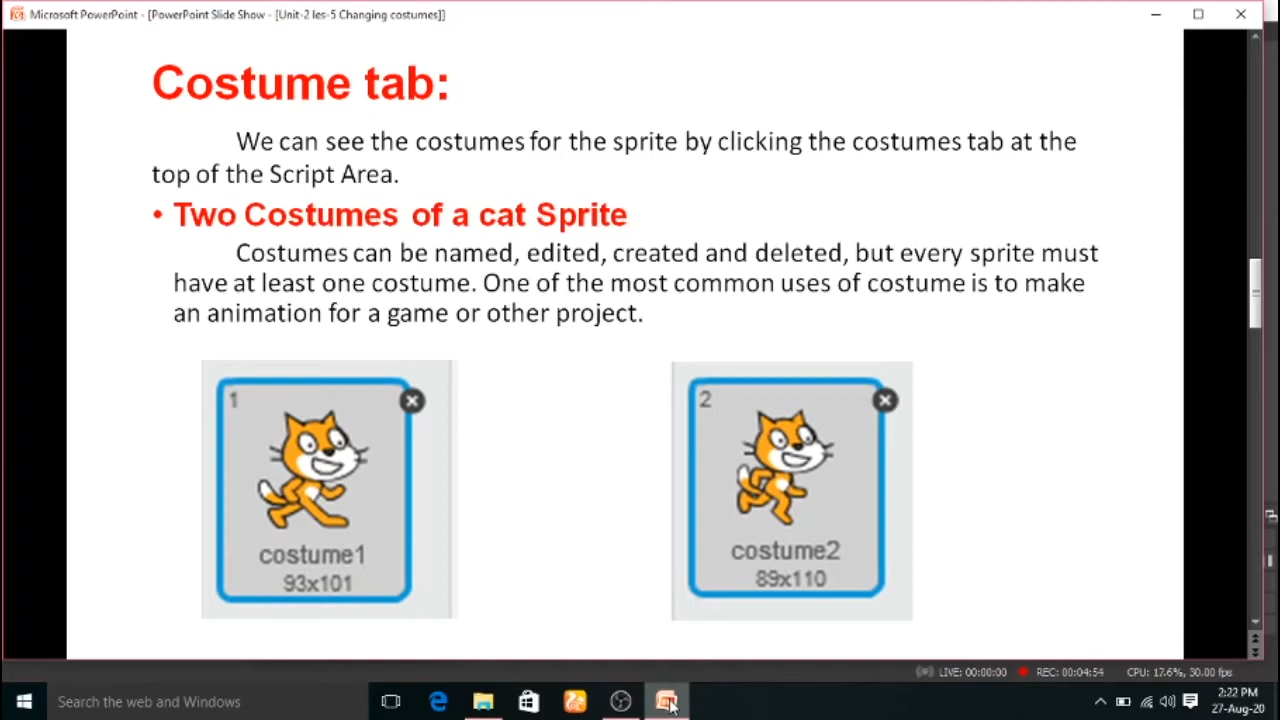 Microsoft PowerPoint - [PowerPoint Slide Show - [Unit-2 les-5 Changing costumes]]
Costume tab:
We can see the costumes for the sprite by clicking the costumes tab at the
top of the Script Area.
• Two Costumes of a cat Sprite
Costumes can be named, edited, created and deleted, but every sprite must
have at least one costume. One of the most common uses of costume is to make
an animation for a game or other project.
1
costume1
93x101
2
costume2
89x110
LIVE: 00:00:00 REC: 00:04:54 CPU: 17.6%, 30.00 fps
Search the web and Windows
2:22 PM
27-Aug-20